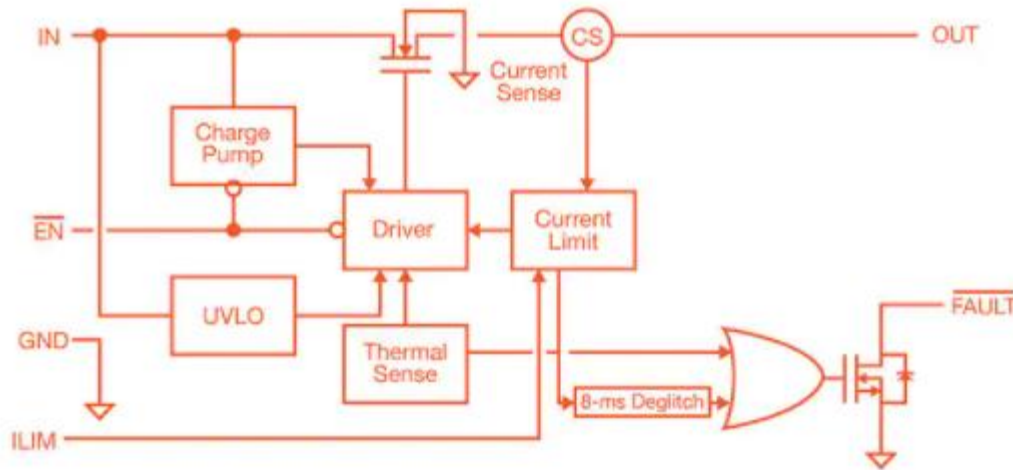 IN
CS
OUT
Current
Sense
Charge
Pump
EN
Driver
Current
Limit
UVLO
GND
Thermal
Sense
FAULT
8-ms Deglitch
ILIM